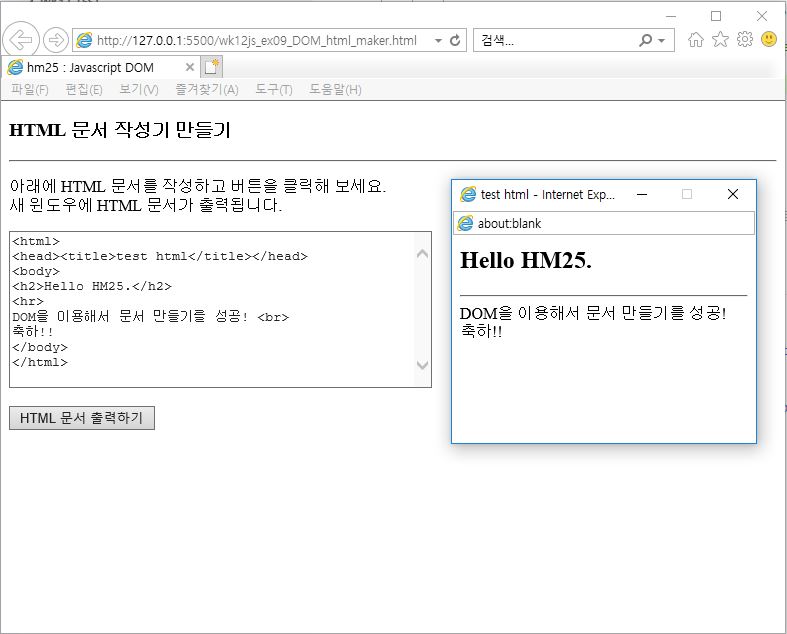 http://127.0.0.1:5500/wk12js_ex09_DOM_html_maker.html
검색...
hm25 : Javascript DOM
파일(F) 편집(E) 보기(V) 즐겨찾기(A) 도구(T) 도움말(H)
HTML 문서 작성기 만들기
아래에 HTML 문서를 작성하고 버튼을 클릭해 보세요.
새 윈도우에 HTML 문서가 출력됩니다.
<html>
<head><title>test html</title></head>
<body>
<h2>Hello HM25.</h2>
<hr>
DOM을 이용해서 문서 만들기를 성공! <br>
축하!!
</body>
</html>
HTML 문서 출력하기
test html - Internet Exp...
about:blank
Hello HM25.
DOM을 이용해서 문서 만들기를 성공!
축하!!